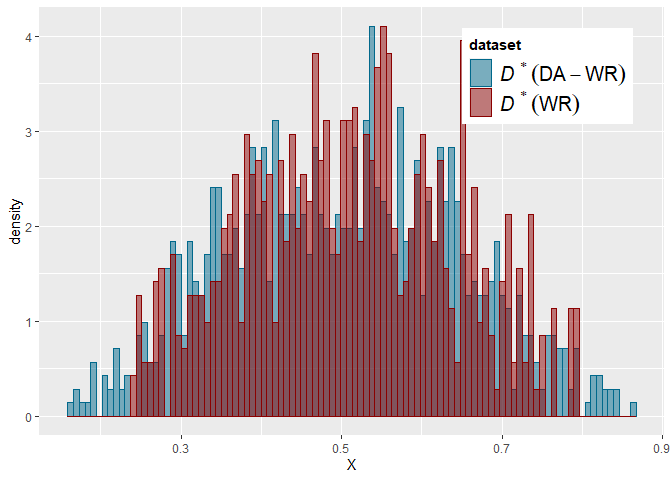 4
3
2
1
0
density
dataset
D * (DA − WR)
D * (WR)
0.3 0.5 0.7 0.9
X